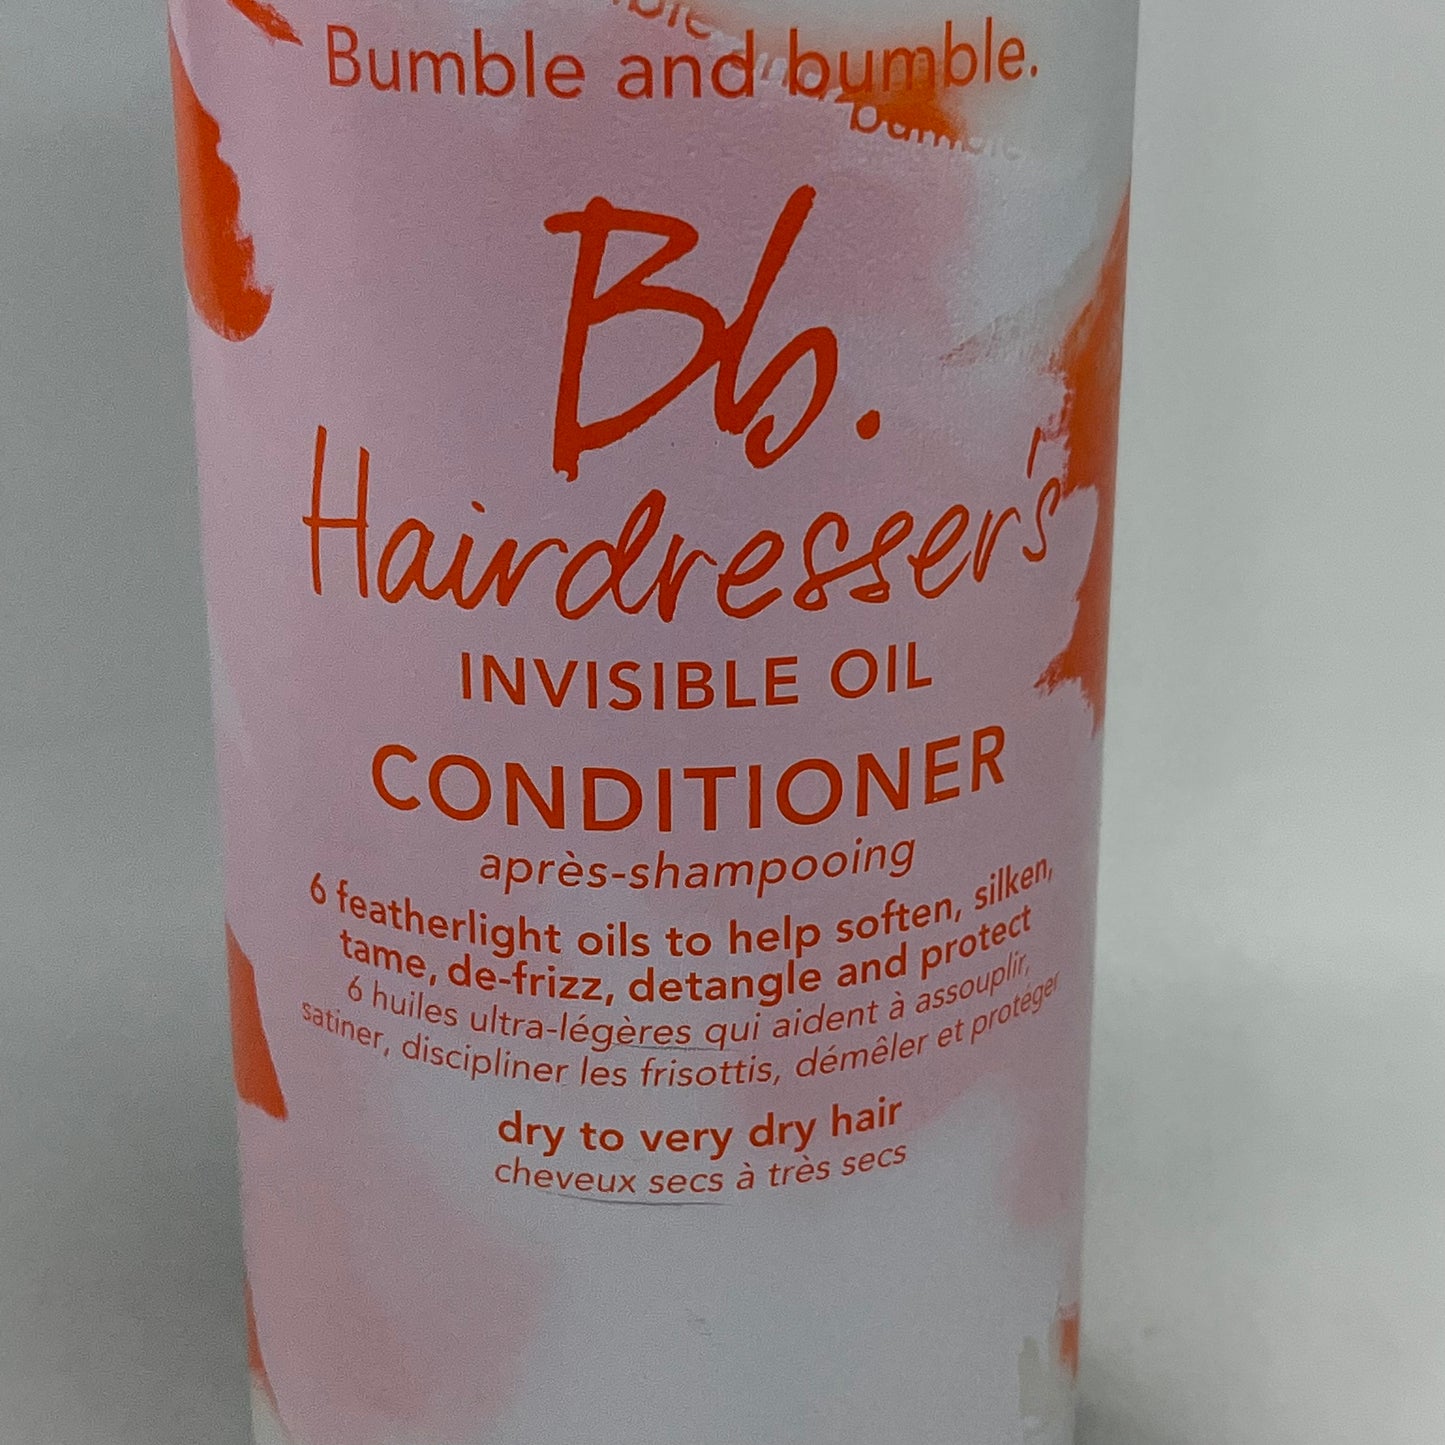 Bumble and bumble.
bumble
Bb.
Hairdresser's
INVISIBLE OIL
CONDITIONER
après-shampooing
6 featherlight oils to help soften, silken,
tame, de-frizz, detangle and protect
6 huiles ultra-légères qui aident à assouplir,
satiner, discipliner les frisottis, démêler et protéger
dry to very dry hair
cheveux secs à très secs